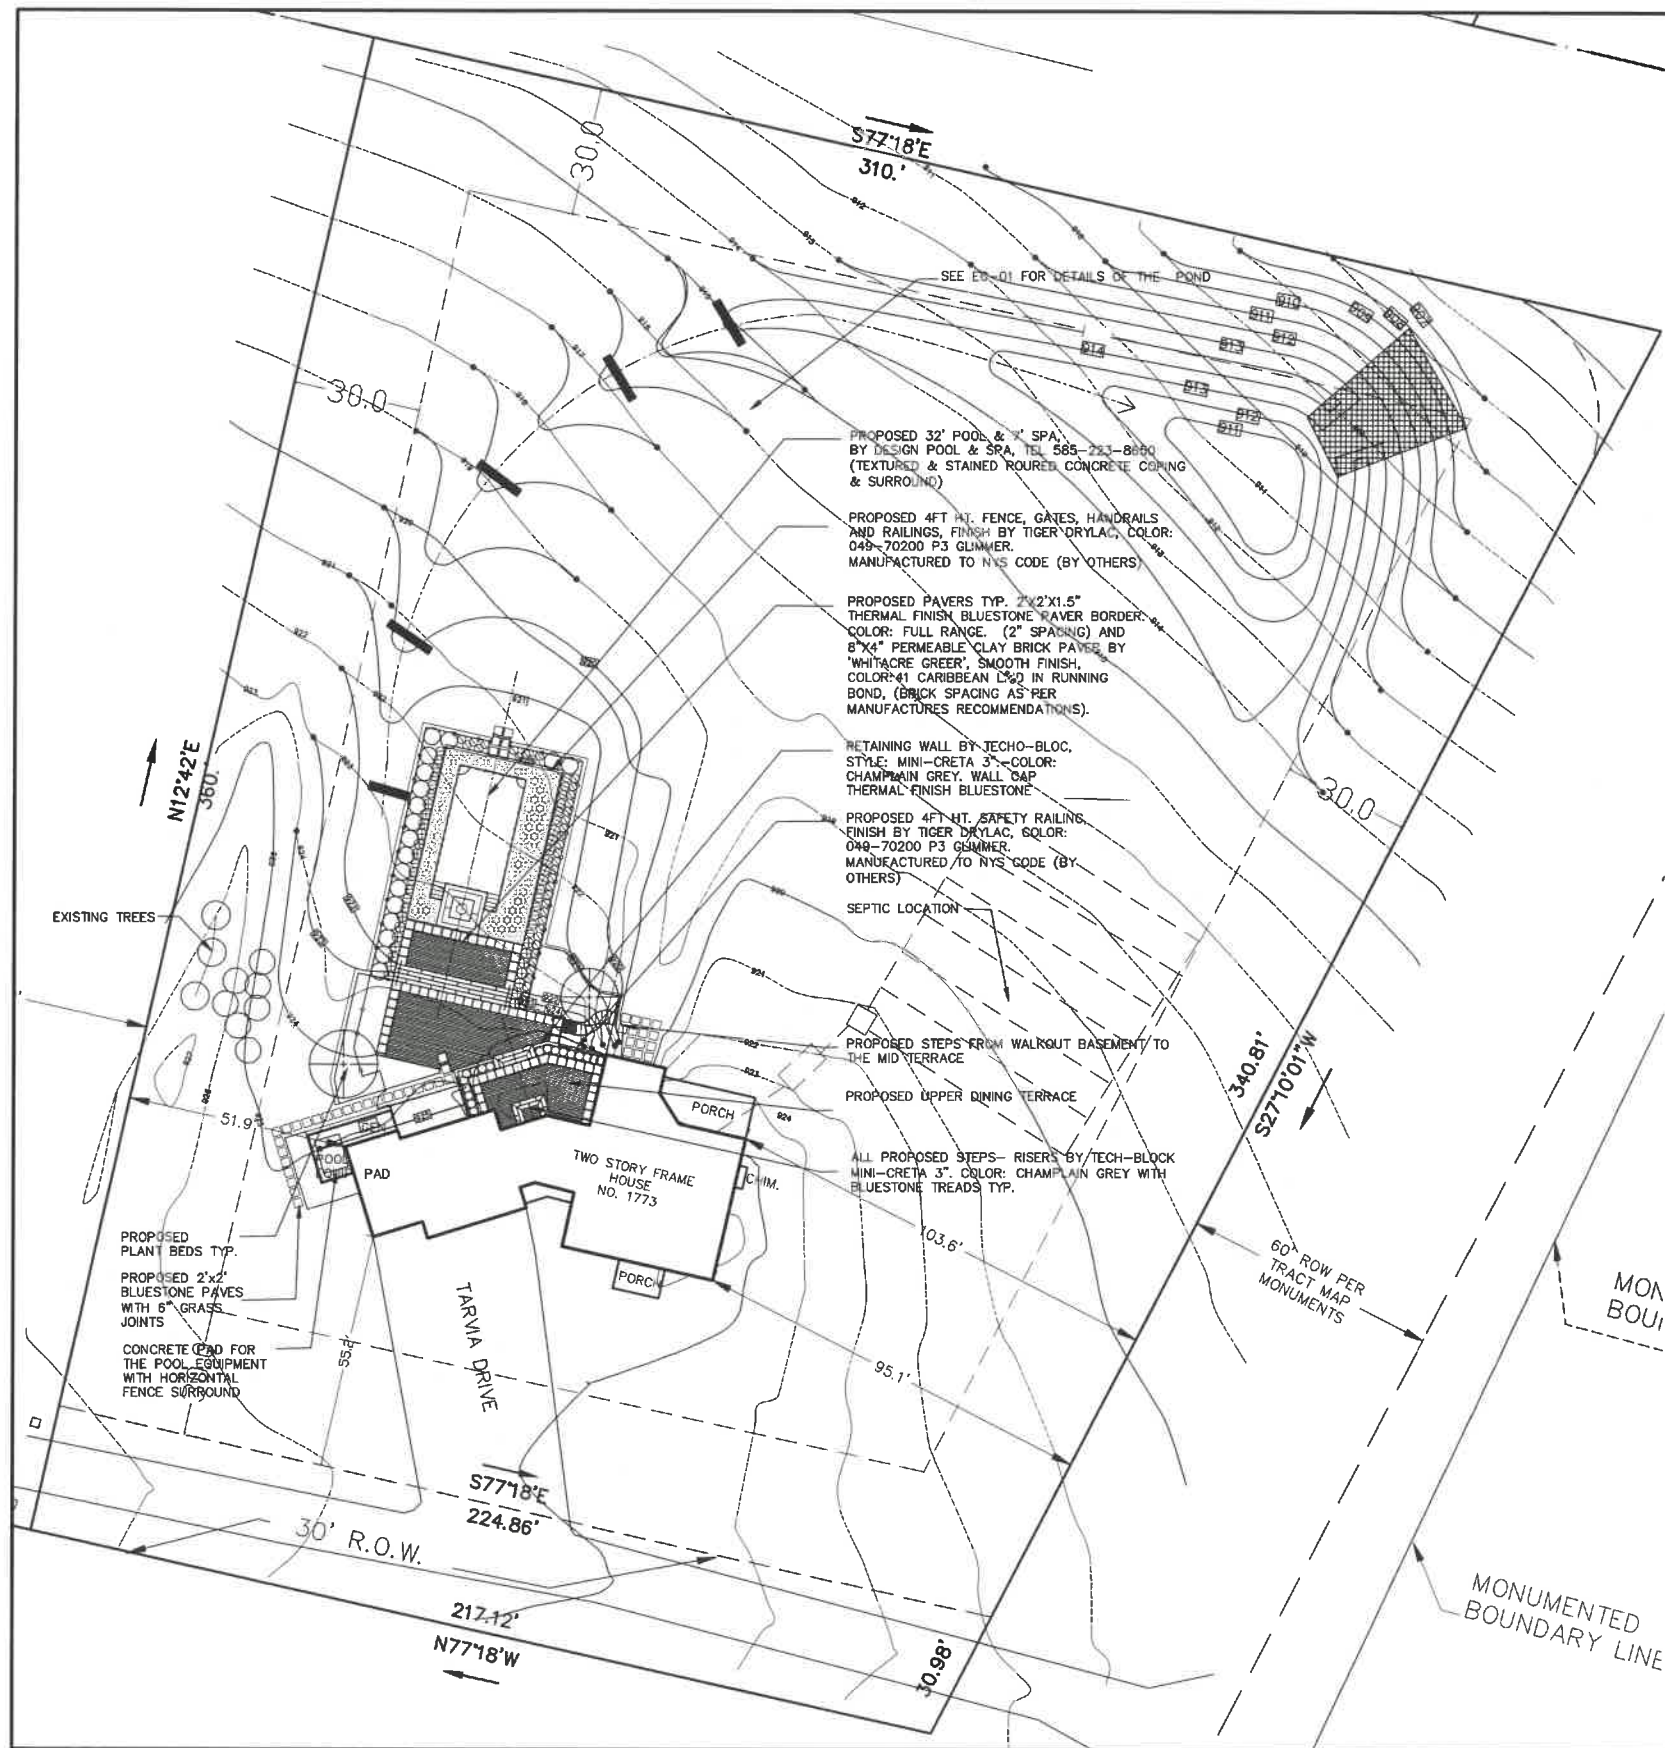 S77°18'E
310.'
30.0
SEE EC-01 FOR DETAILS OF THE POND
30.0
PROPOSED 32' POOL & 7' SPA,
BY DESIGN POOL & SPA, TEL 585-223-8650
(TEXTURED & STAINED POURED CONCRETE COPING
& SURROUND)
PROPOSED 4FT HT. FENCE, GATES, HANDRAILS
AND RAILINGS, FINISH BY TIGER DRYLAC, COLOR:
049-70200 P3 GLIMMER.
MANUFACTURED TO NYS CODE (BY OTHERS)
PROPOSED PAVERS TYP. 2'X2'X1.5"
THERMAL FINISH BLUESTONE PAVER BORDER.
COLOR: FULL RANGE. (2" SPACING) AND
8"X4" PERMEABLE CLAY BRICK PAVER BY
'WHITACRE GREER', SMOOTH FINISH,
COLOR:41 CARIBBEAN LAID IN RUNNING
BOND, (BRICK SPACING AS PER
MANUFACTURES RECOMMENDATIONS).
RETAINING WALL BY TECHO-BLOC,
STYLE: MINI-CRETA 3", COLOR:
CHAMPLAIN GREY. WALL CAP
THERMAL FINISH BLUESTONE
30.0
PROPOSED 4FT HT. SAFETY RAILING,
FINISH BY TIGER DRYLAC, COLOR:
049-70200 P3 GLIMMER.
MANUFACTURED TO NYS CODE (BY
OTHERS)
N12°42'E
360.'
EXISTING TREES
SEPTIC LOCATION
PROPOSED STEPS FROM WALKOUT BASEMENT TO
THE MID TERRACE
PROPOSED UPPER DINING TERRACE
340.81'
S27°10'01"W
51.9'
PORCH
PAD
TWO STORY FRAME
HOUSE
NO. 1773
CHIM.
ALL PROPOSED STEPS- RISERS BY TECH-BLOCK
MINI-CRETA 3". COLOR: CHAMPLAIN GREY WITH
BLUESTONE TREADS TYP.
PORCH
103.6'
60' ROW PER
TRACT MAP
MONUMENTS
PROPOSED
PLANT BEDS TYP.
PROPOSED 2'x2'
BLUESTONE PAVES
WITH 6" GRASS
JOINTS
CONCRETE PAD FOR
THE POOL EQUIPMENT
WITH HORIZONTAL
FENCE SURROUND
TARVIA DRIVE
95.1'
MON
BOU
S77°18'E
224.86'
30' R.O.W.
217.12'
N77°18'W
30.98'
MONUMENTED
BOUNDARY LINE